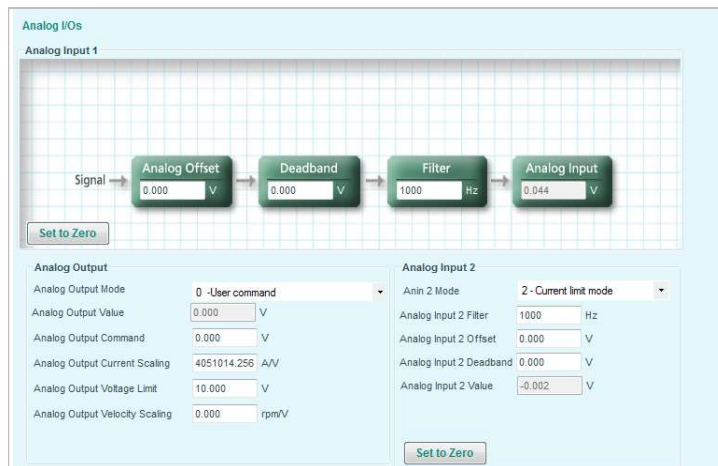 Analog I/Os
Analog Input 1
Signal
Analog Offset
0.000 V
Deadband
0.000 V
Filter
1000 Hz
Analog Input
0.044 V
Set to Zero
Analog Output
Analog Output Mode 0 -User command
Analog Output Value 0.000 V
Analog Output Command 0.000 V
Analog Output Current Scaling 4051014.256 A/V
Analog Output Voltage Limit 10.000 V
Analog Output Velocity Scaling 0.000 rpm/V
Analog Input 2
Anin 2 Mode 2 - Current limit mode
Analog Input 2 Filter 1000 Hz
Analog Input 2 Offset 0.000 V
Analog Input 2 Deadband 0.000 V
Analog Input 2 Value -0.002 V
Set to Zero